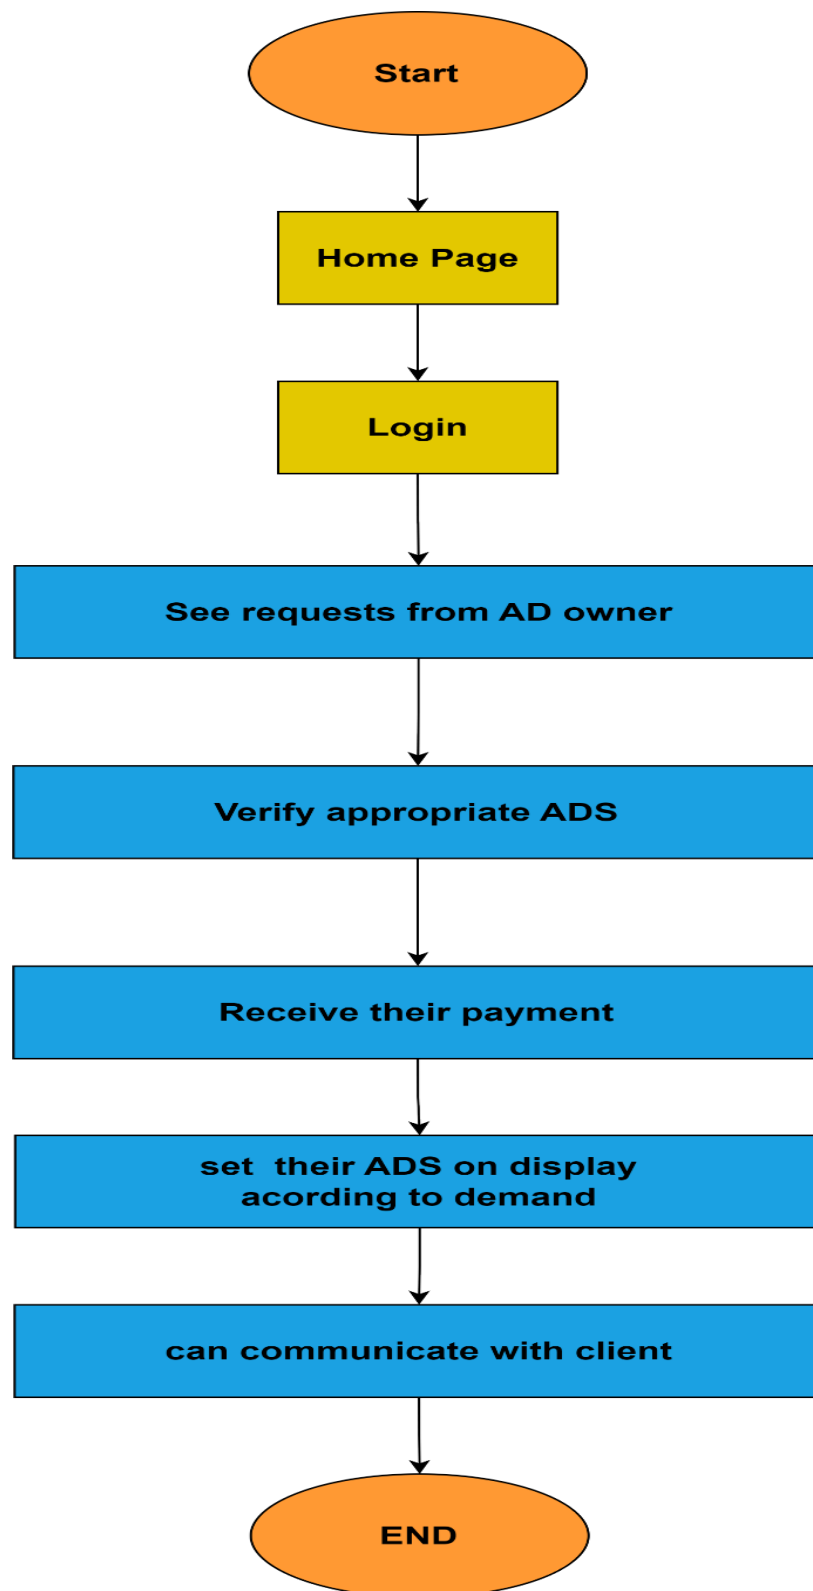 Start
Home Page
Login
See requests from AD owner
Verify appropriate ADS
Receive their payment
set  their ADS on display
acording to demand
can communicate with client
END